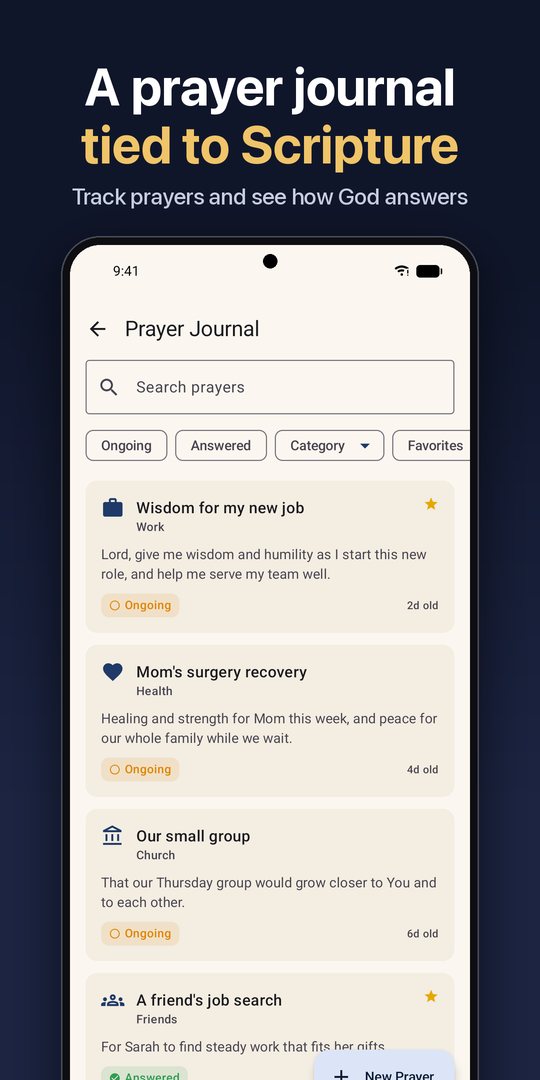 A prayer journal
tied to Scripture
Track prayers and see how God answers
9:41
Prayer Journal
Search prayers
Ongoing
Answered
Category
Favorites
Wisdom for my new job
Work
Lord, give me wisdom and humility as I start this new
role, and help me serve my team well.
Ongoing
2d old
Mom's surgery recovery
Health
Healing and strength for Mom this week, and peace for
our whole family while we wait.
Ongoing
4d old
Our small group
Church
That our Thursday group would grow closer to You and
to each other.
Ongoing
6d old
A friend's job search
Friends
For Sarah to find steady work that fits her gifts
Answered
New Prayer